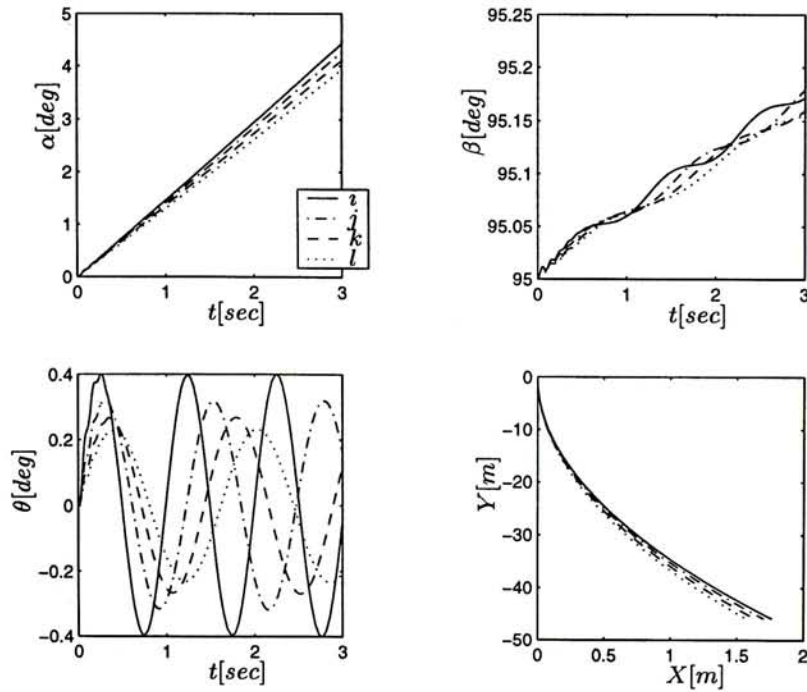 5
4
3
2
1
0
α[deg]
0 1 2 3
t[sec]
i
j
k
l
95.25
95.2
95.15
95.1
95.05
95
β[deg]
0 1 2 3
t[sec]
0.4
0.2
0
-0.2
-0.4
θ[deg]
0 1 2 3
t[sec]
0
-10
-20
-30
-40
-50
Y[m]
0 0.5 1 1.5 2
X[m]